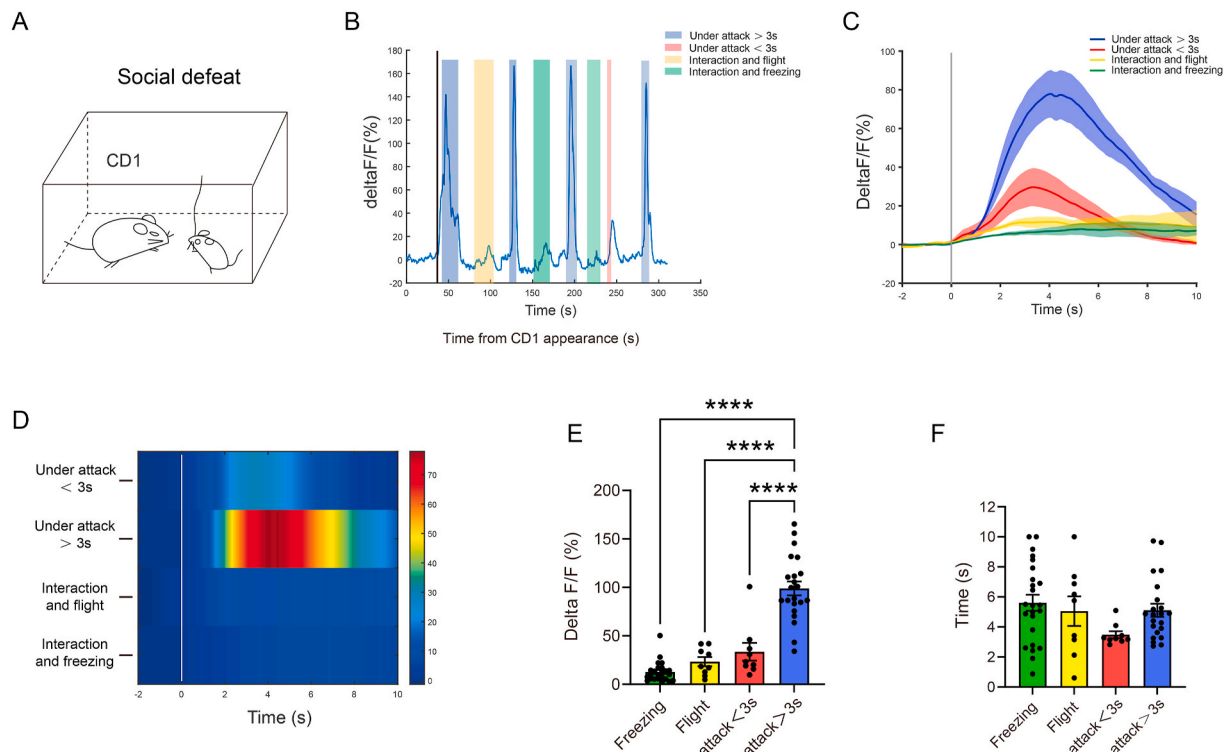 A
Social defeat
CD1
B
Under attack > 3s
Under attack < 3s
Interaction and flight
Interaction and freezing
deltaF/F(%)
180
160
140
120
100
80
60
40
20
0
-20
0 50 100 150 200 250 300 350
Time (s)
Time from CD1 appearance (s)
C
Under attack > 3s
Under attack < 3s
Interaction and flight
Interaction and freezing
DeltaF/F(%)
100
80
60
40
20
0
-20
-2 0 2 4 6 8 10
Time (s)
D
Under attack
< 3s
Under attack
> 3s
Interaction
and flight
Interaction
and freezing
-2 0 2 4 6 8 10
Time (s)
70
60
50
40
30
20
10
0
E
****
****
****
Delta F/F (%)
200
150
100
50
0
Freezing
Flight
attack<3s
attack>3s
F
Time (s)
12
10
8
6
4
2
0
Freezing
Flight
attack<3s
attack>3s